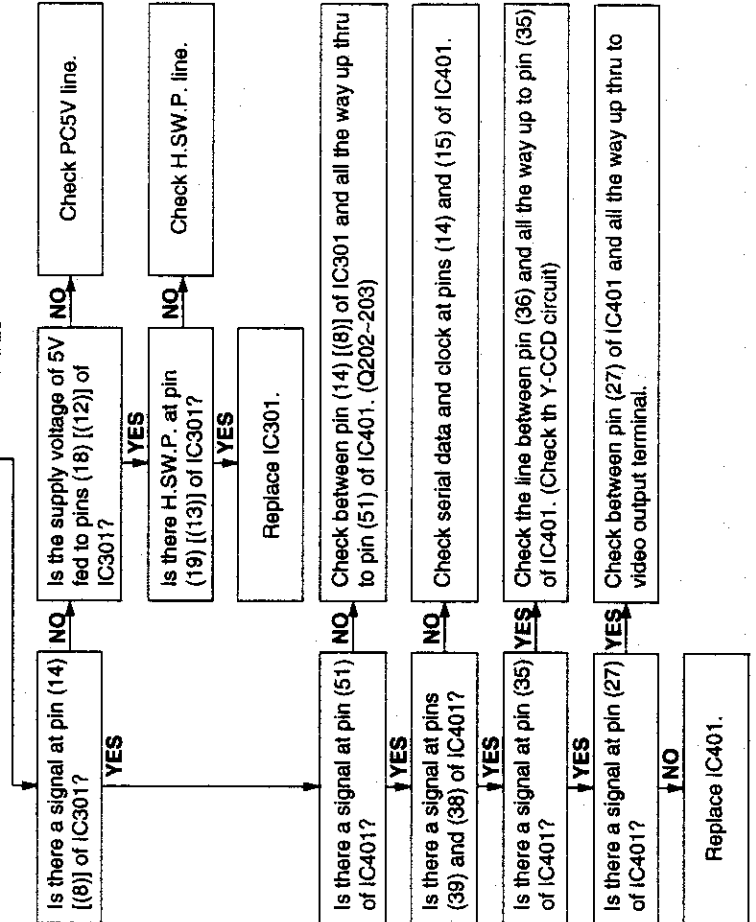 Is there a signal at pin (14)
[(8)] of IC301?
NO
Is the supply voltage of 5V
fed to pins (18) [(12)] of
IC301?
NO
Check PC5V line.
YES
Is there H.SW.P. at pin
(19) [(13)] of IC301?
NO
Check H.SW.P. line.
YES
Replace IC301.
YES
Is there a signal at pin (51)
of IC401?
NO
Check between pin (14) [(8)] of IC301 and all the way up thru
to pin (51) of IC401. (Q202~203)
YES
Is there a signal at pins
(39) and (38) of IC401?
NO
Check serial data and clock at pins (14) and (15) of IC401.
YES
Is there a signal at pin (35)
of IC401?
YES
Check the line between pin (36) and all the way up to pin (35)
of IC401. (Check th Y-CCD circuit)
YES
Is there a signal at pin (27)
of IC401?
YES
Check between pin (27) of IC401 and all the way up thru to
video output terminal.
NO
Replace IC401.